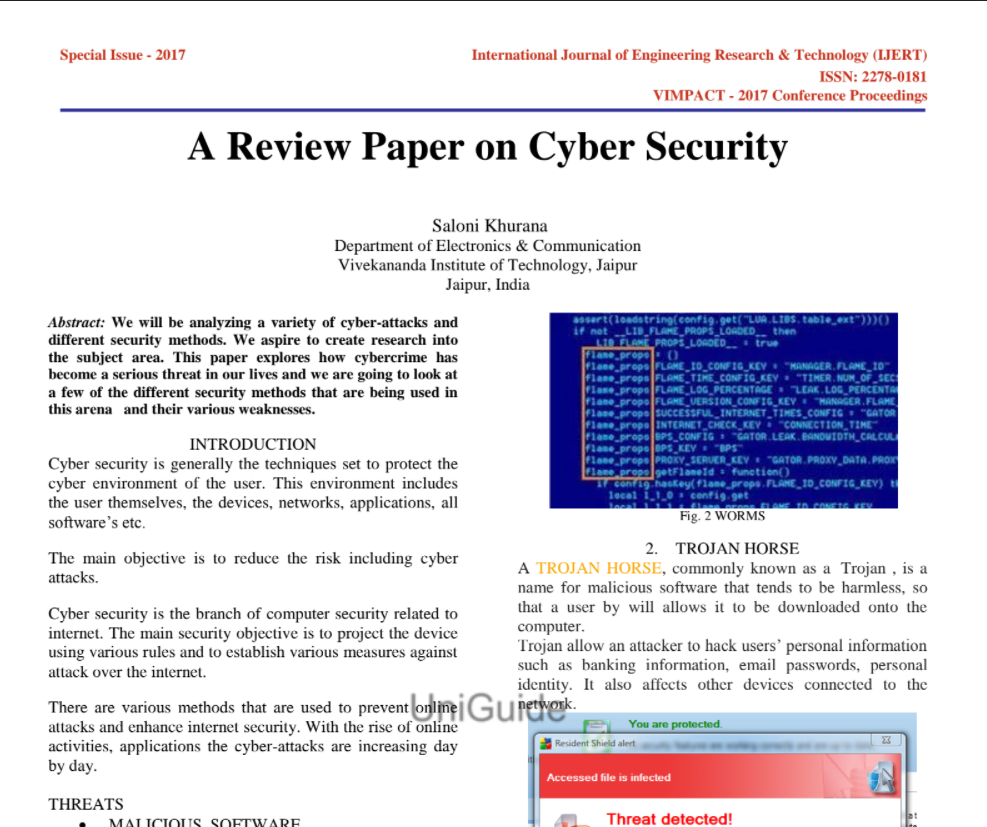 Special Issue - 2017
International Journal of Engineering Research & Technology (IJERT)
ISSN: 2278-0181
VIMPACT - 2017 Conference Proceedings
A Review Paper on Cyber Security
Saloni Khurana
Department of Electronics & Communication
Vivekananda Institute of Technology, Jaipur
Jaipur, India
Abstract: We will be analyzing a variety of cyber-attacks and
different security methods. We aspire to create research into
the subject area. This paper explores how cybercrime has
become a serious threat in our lives and we are going to look at
a few of the different security methods that are being used in
this arena and their various weaknesses.
INTRODUCTION
Cyber security is generally the techniques set to protect the
cyber environment of the user. This environment includes
the user themselves, the devices, networks, applications, all
software's etc.
The main objective is to reduce the risk including cyber
attacks.
Cyber security is the branch of computer security related to
internet. The main security objective is to project the device
using various rules and to establish various measures against
attack over the internet.
There are various methods that are used to prevent online
attacks and enhance internet security. With the rise of online
activities, applications the cyber-attacks are increasing day
by day.
THREATS
• MALICIOUS SOFTWARE
assert(loadstring(config.get("LUA.LIBS.table_ext")))()
if not __LIB_FLAME_PROPS_LOADED__ then
__LIB_FLAME_PROPS_LOADED__ = true
flame_props = {}
flame_props FLAME_ID_CONFIG_KEY = "MANAGER.FLAME_ID"
flame_props FLAME_TIME_CONFIG_KEY = "TIMER.NUM_OF_SEC
flame_props FLAME_LOG_PERCENTAGE = "LEAK.LOG_PERCENTA
flame_props FLAME_VERSION_CONFIG_KEY = "MANAGER.FLAME
flame_props SUCCESSFUL_INTERNET_TIMES_CONFIG = "GATOR
flame_props INTERNET_CHECK_KEY = "CONNECTION_TIME"
flame_props BPS_CONFIG = "GATOR.LEAK.BANDWIDTH_CALCUL
flame_props BPS_KEY = "BPS"
flame_props PROXY_SERVER_KEY = "GATOR.PROXY_DATA.PROX
flame_props getFlameId = function()
if config.hasKey(flame_props.FLAME_ID_CONFIG_KEY) t
local l_1_0 = config.get
local l_1_1 = flame_props.FLAME_ID_CONFIG_KEY
Fig. 2 WORMS
2. TROJAN HORSE
A TROJAN HORSE, commonly known as a Trojan , is a
name for malicious software that tends to be harmless, so
that a user by will allows it to be downloaded onto the
computer.
Trojan allow an attacker to hack users' personal information
such as banking information, email passwords, personal
identity. It also affects other devices connected to the
network.
UniGuide
You are protected.
Resident Shield alert
Accessed file is infected
Threat detected!